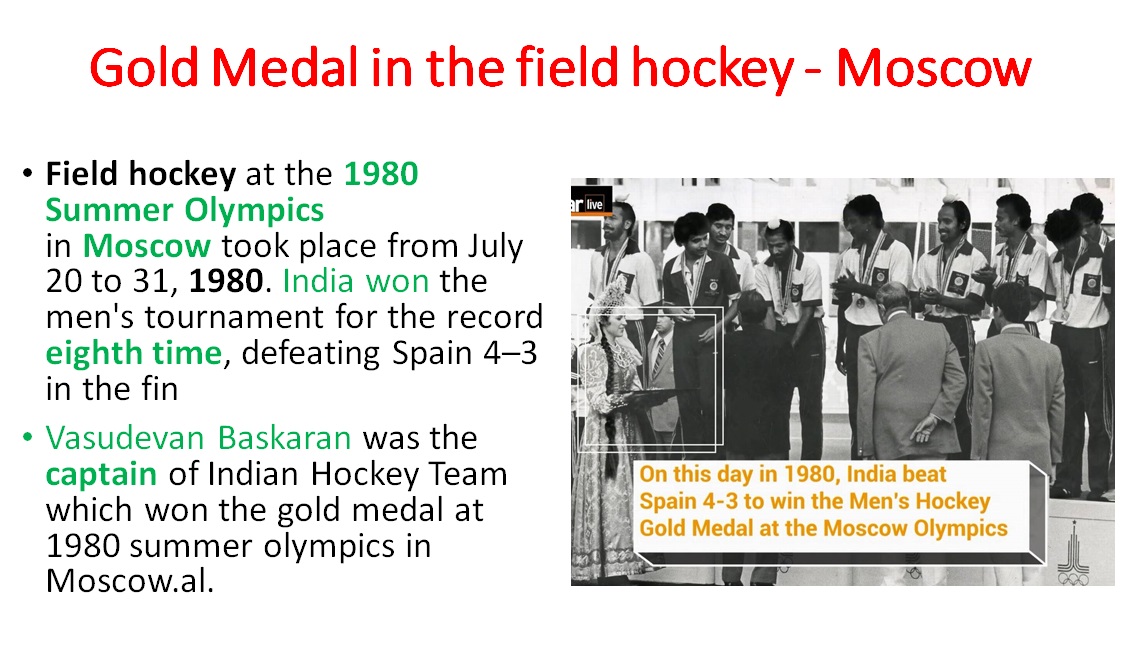 Gold Medal in the field hockey - Moscow
• Field hockey at the 1980
Summer Olympics
in Moscow took place from July
20 to 31, 1980. India won the
men's tournament for the record
eighth time, defeating Spain 4–3
in the fin
• Vasudevan Baskaran was the
captain of Indian Hockey Team
which won the gold medal at
1980 summer olympics in
Moscow.al.
ar live
On this day in 1980, India beat
Spain 4-3 to win the Men's Hockey
Gold Medal at the Moscow Olympics